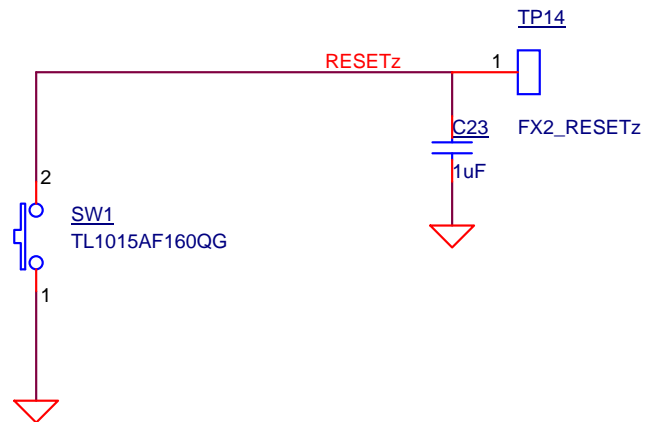 TP14
RESETz
1
C23
FX2_RESETz
1uF
2
SW1
TL1015AF160QG
1